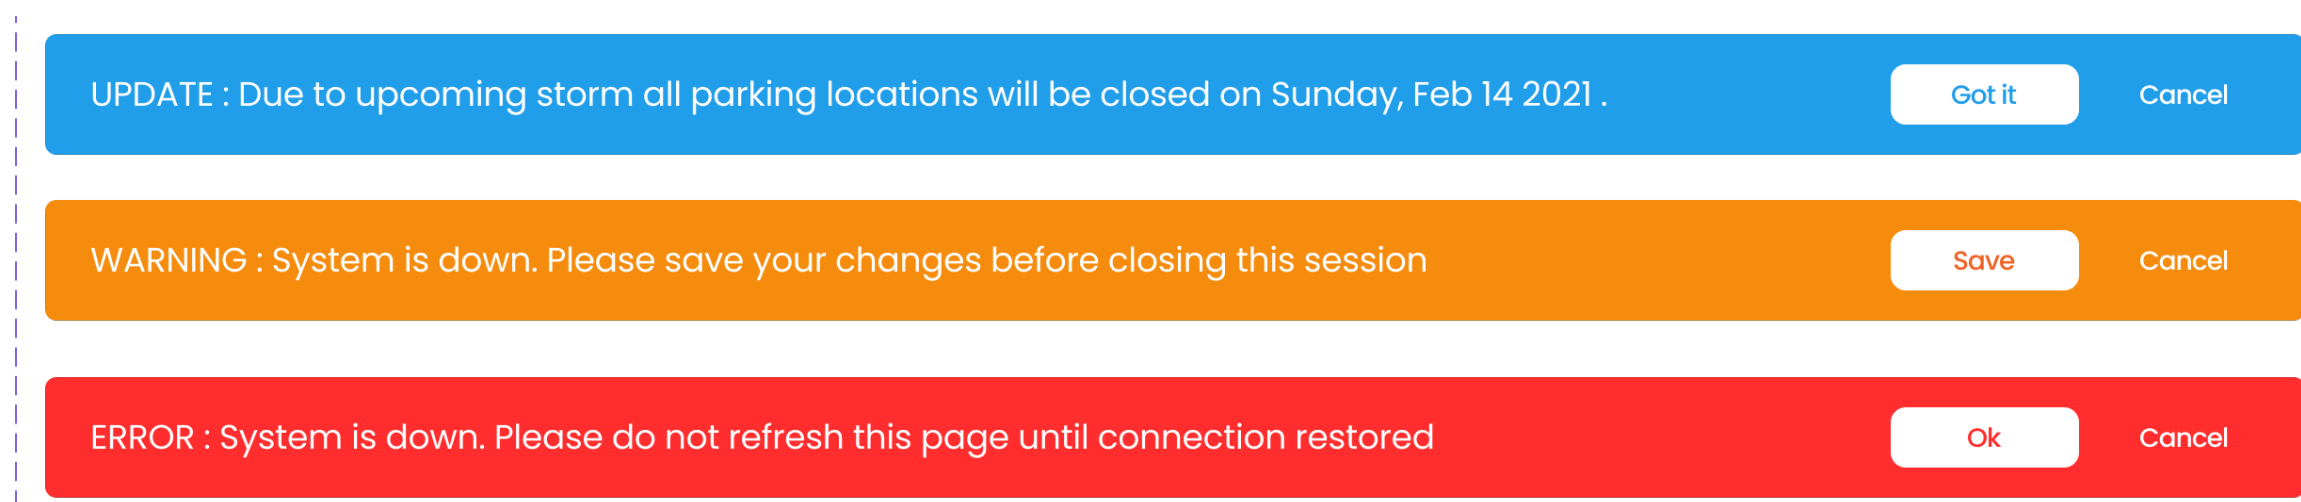 UPDATE : Due to upcoming storm all parking locations will be closed on Sunday, Feb 14 2021 . Got it Cancel
WARNING : System is down. Please save your changes before closing this session Save Cancel
ERROR : System is down. Please do not refresh this page until connection restored Ok Cancel